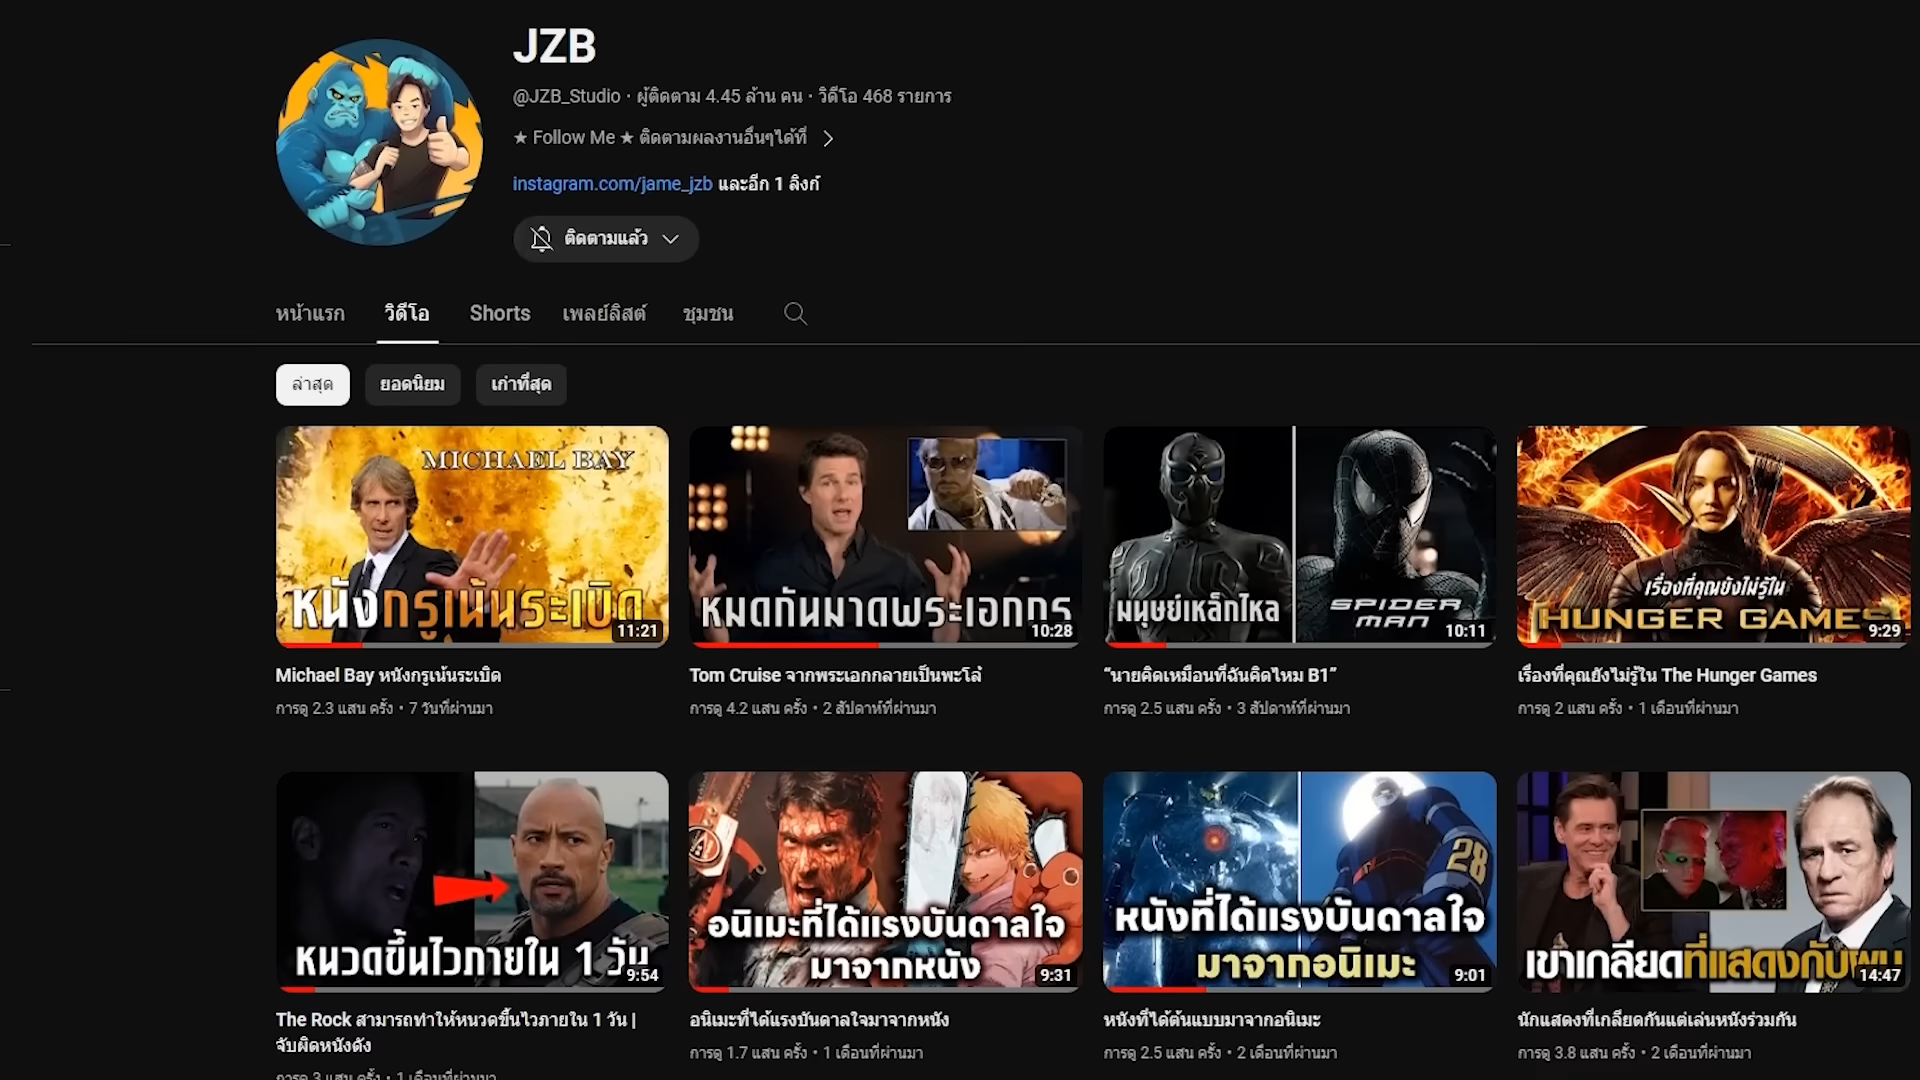 JZB
@JZB_Studio · ผู้ติดตาม 4.45 ล้าน คน · วิดีโอ 468 รายการ
★ Follow Me ★ ติดตามผลงานอื่นๆได้ที่
instagram.com/jame_jzb และอีก 1 ลิงก์
ติดตามแล้ว
หน้าแรก วิดีโอ Shorts เพลย์ลิสต์ ชุมชน
ล่าสุด ยอดนิยม เก่าที่สุด
MICHAEL BAY
หนังกรูเน้นระเบิด
11:21
หมดกันมาดพระเอกกรู
10:28
มนุษย์เหล็กไหล
SPIDER MAN
10:11
เรื่องที่คุณยังไม่รู้ใน
HUNGER GAMES
9:29
Michael Bay หนังกรูเน้นระเบิด
การดู 2.3 แสน ครั้ง • 7 วันที่ผ่านมา
Tom Cruise จากพระเอกกลายเป็นพะโล้
การดู 4.2 แสน ครั้ง • 2 สัปดาห์ที่ผ่านมา
“นายคิดเหมือนที่ฉันคิดไหม B1”
การดู 2.5 แสน ครั้ง • 3 สัปดาห์ที่ผ่านมา
เรื่องที่คุณยังไม่รู้ใน The Hunger Games
การดู 2 แสน ครั้ง • 1 เดือนที่ผ่านมา
หนวดขึ้นไวภายใน 1 วัน
9:54
อนิเมะที่ได้แรงบันดาลใจ
มาจากหนัง
9:31
28
หนังที่ได้แรงบันดาลใจ
มาจากอนิเมะ
9:01
เขาเกลียดที่แสดงกับผม
14:47
The Rock สามารถทำให้หนวดขึ้นไวภายใน 1 วัน |
จับผิดหนังดัง
การดู 3 แสน ครั้ง • 1 เดือนที่ผ่านมา
อนิเมะที่ได้แรงบันดาลใจมาจากหนัง
การดู 1.7 แสน ครั้ง • 1 เดือนที่ผ่านมา
หนังที่ได้ต้นแบบมาจากอนิเมะ
การดู 2.5 แสน ครั้ง • 2 เดือนที่ผ่านมา
นักแสดงที่เกลียดกันแต่เล่นหนังร่วมกัน
การดู 3.8 แสน ครั้ง • 2 เดือนที่ผ่านมา